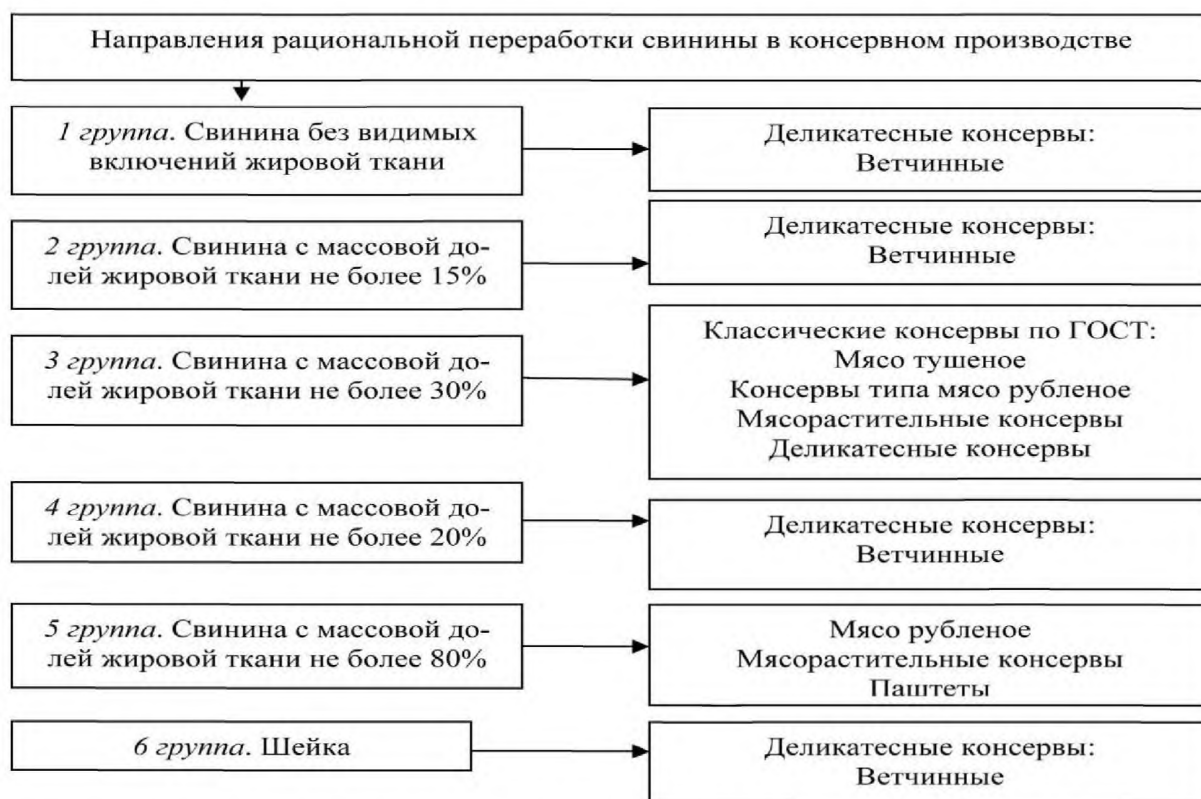 Направления рациональной переработки свинины в консервном производстве
1 группа. Свинина без видимых
включений жировой ткани
Деликатесные консервы:
Ветчинные
2 группа. Свинина с массовой до-
лей жировой ткани не более 15%
Деликатесные консервы:
Ветчинные
3 группа. Свинина с массовой до-
лей жировой ткани не более 30%
Классические консервы по ГОСТ:
Мясо тушеное
Консервы типа мясо рубленое
Мясорастительные консервы
Деликатесные консервы
4 группа. Свинина с массовой до-
лей жировой ткани не более 20%
Деликатесные консервы:
Ветчинные
5 группа. Свинина с массовой до-
лей жировой ткани не более 80%
Мясо рубленое
Мясорастительные консервы
Паштеты
6 группа. Шейка
Деликатесные консервы:
Ветчинные